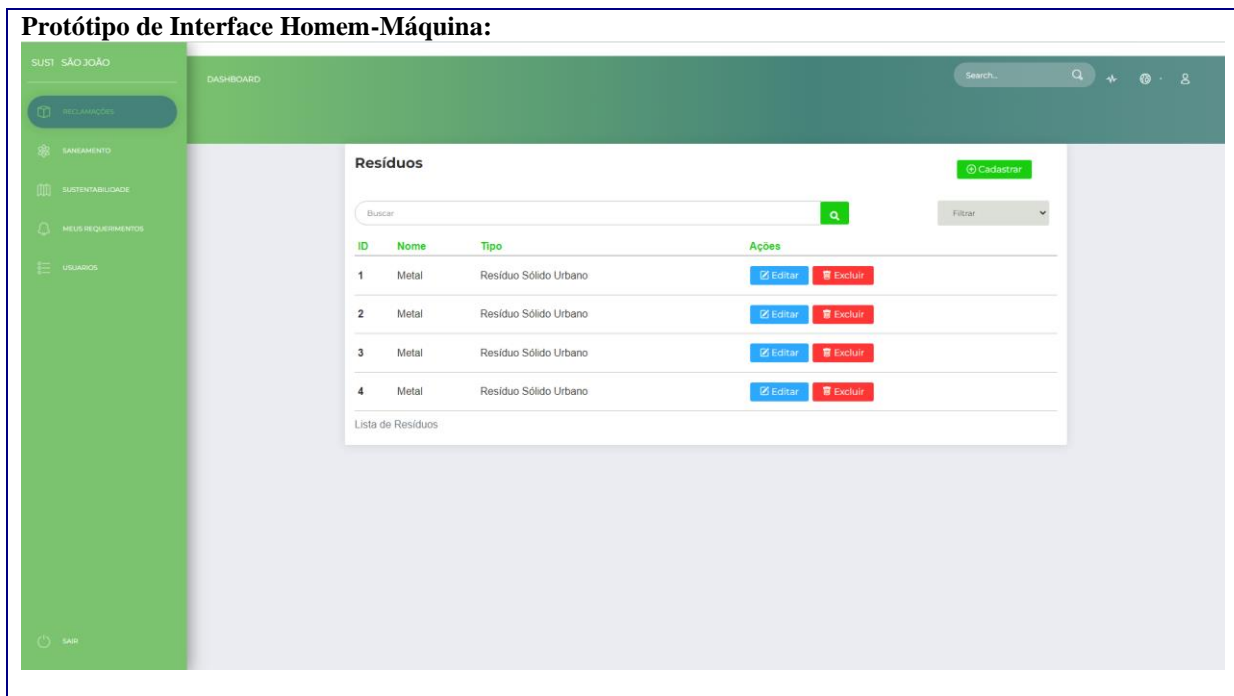 Protótipo de Interface Homem-Máquina:
SUST SÃO JOÃO
DASHBOARD
Search...
RECLAMAÇÕES
SANEAMENTO
SUSTENTABILIDADE
MEUS REQUERIMENTOS
USUARIOS
SAIR
Resíduos
Cadastrar
Buscar
Filtrar
ID Nome Tipo Ações
1 Metal Resíduo Sólido Urbano Editar Excluir
2 Metal Resíduo Sólido Urbano Editar Excluir
3 Metal Resíduo Sólido Urbano Editar Excluir
4 Metal Resíduo Sólido Urbano Editar Excluir
Lista de Resíduos